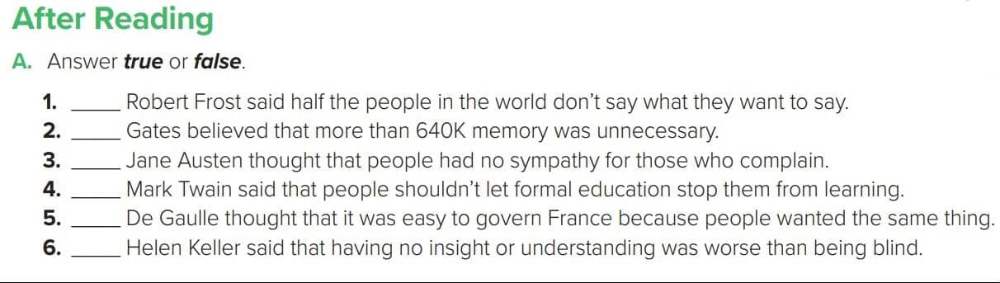 After Reading
A. Answer true or false.
1. _____ Robert Frost said half the people in the world don’t say what they want to say.
2. _____ Gates believed that more than 640K memory was unnecessary.
3. _____ Jane Austen thought that people had no sympathy for those who complain.
4. _____ Mark Twain said that people shouldn’t let formal education stop them from learning.
5. _____ De Gaulle thought that it was easy to govern France because people wanted the same thing.
6. _____ Helen Keller said that having no insight or understanding was worse than being blind.